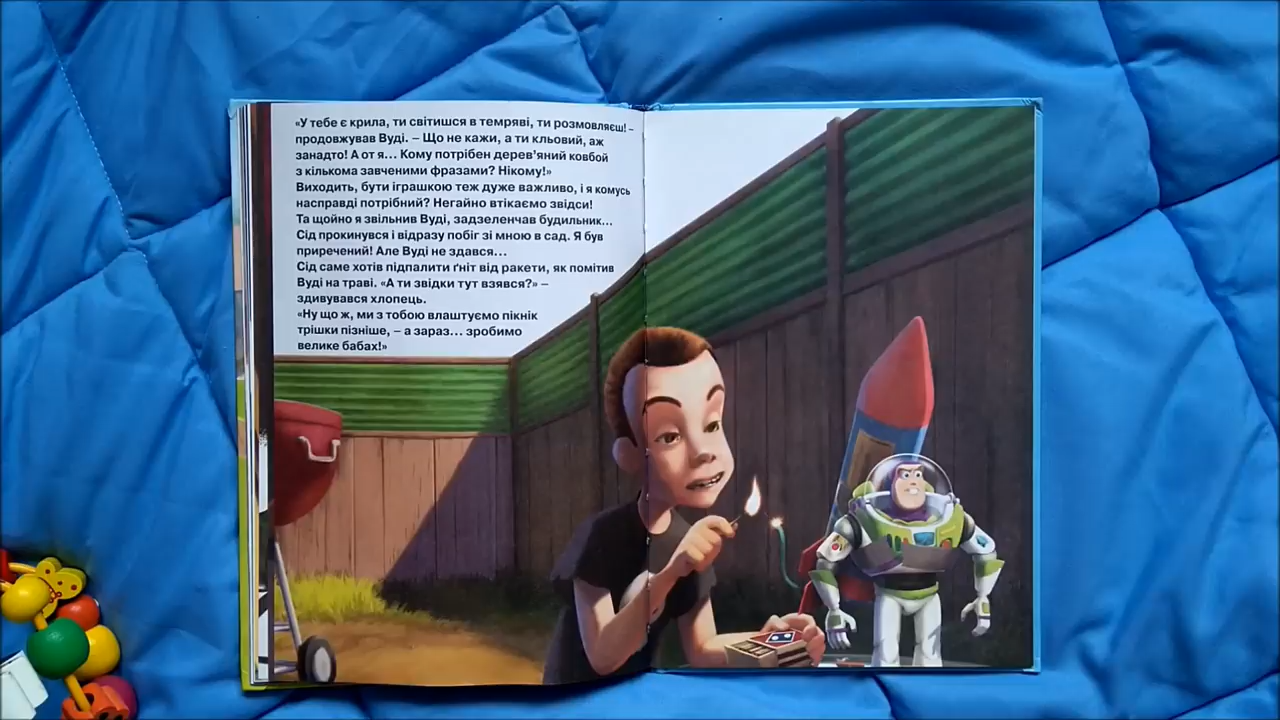 «У тебе є крила, ти світишся в темряві, ти розмовляєш! –
продовжував Вуді. – Що не кажи, а ти кльовий, аж
занадто! А от я... Кому потрібен дерев’яний ковбой
з кількома завченими фразами? Нікому!»
Виходить, бути іграшкою теж дуже важливо, і я комусь
насправді потрібний? Негайно втікаємо звідси!
Та щойно я звільнив Вуді, задзеленчав будильник...
Сід прокинувся і відразу побіг зі мною в сад. Я був
приречений! Але Вуді не здався...
Сід саме хотів підпалити ґніт від ракети, як помітив
Вуді на траві. «А ти звідки тут взявся?» –
здивувався хлопець.
«Ну що ж, ми з тобою влаштуємо пікнік
трішки пізніше, – а зараз... зробимо
велике бабах!»